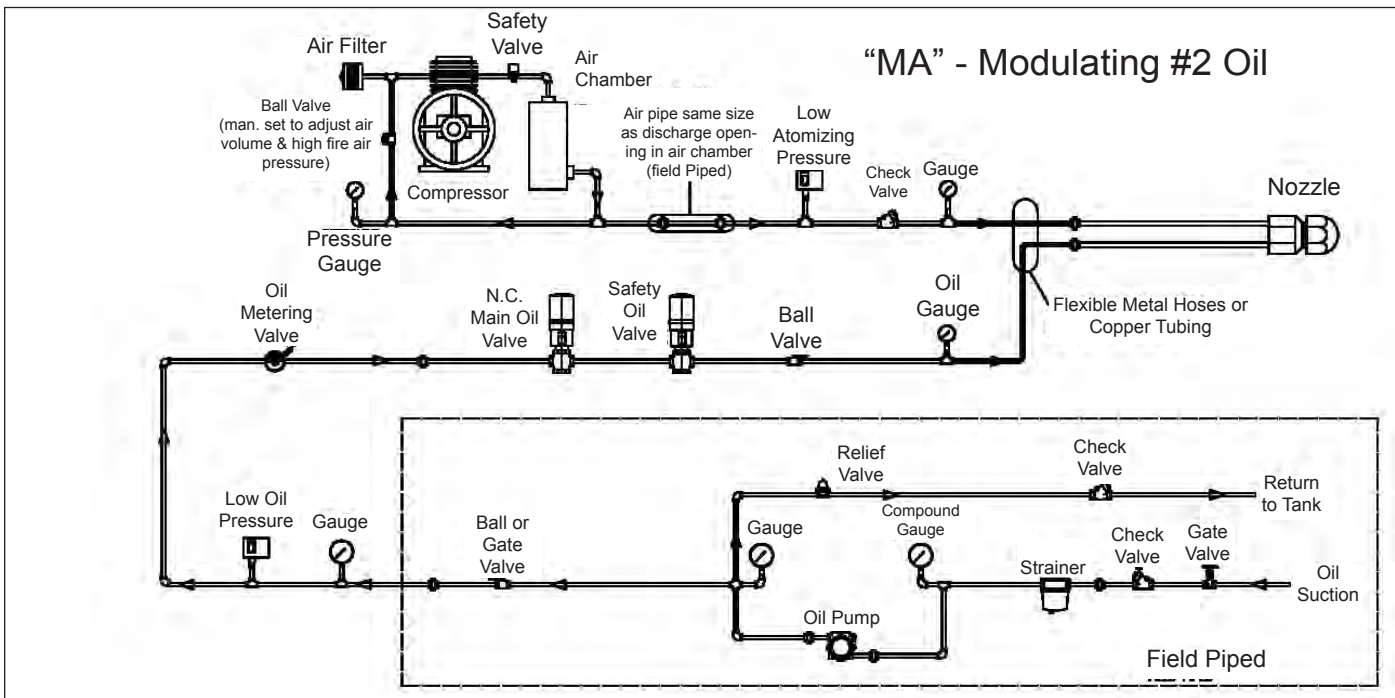 “MA” - Modulating #2 Oil
Air Filter
Safety
Valve
Air
Chamber
Ball Valve
(man. set to adjust air
volume & high fire air
pressure)
Compressor
Air pipe same size
as discharge open-
ing in air chamber
(field Piped)
Low
Atomizing
Pressure
Check
Valve
Gauge
Nozzle
Pressure
Gauge
Flexible Metal Hoses or
Copper Tubing
Oil
Metering
Valve
N.C.
Main Oil
Valve
Safety
Oil
Valve
Ball
Valve
Oil
Gauge
Relief
Valve
Check
Valve
Return
to Tank
Low Oil
Pressure
Gauge
Ball or
Gate
Valve
Gauge
Compound
Gauge
Strainer
Check
Valve
Gate
Valve
Oil
Suction
Oil Pump
Field Piped